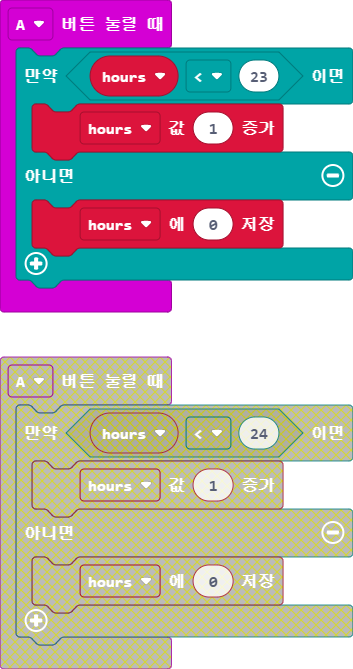 A 버튼 눌릴 때
만약 hours < 23 이면
hours 값 1 증가
아니면
hours 에 0 저장
A 버튼 눌릴 때
만약 hours < 24 이면
hours 값 1 증가
아니면
hours 에 0 저장